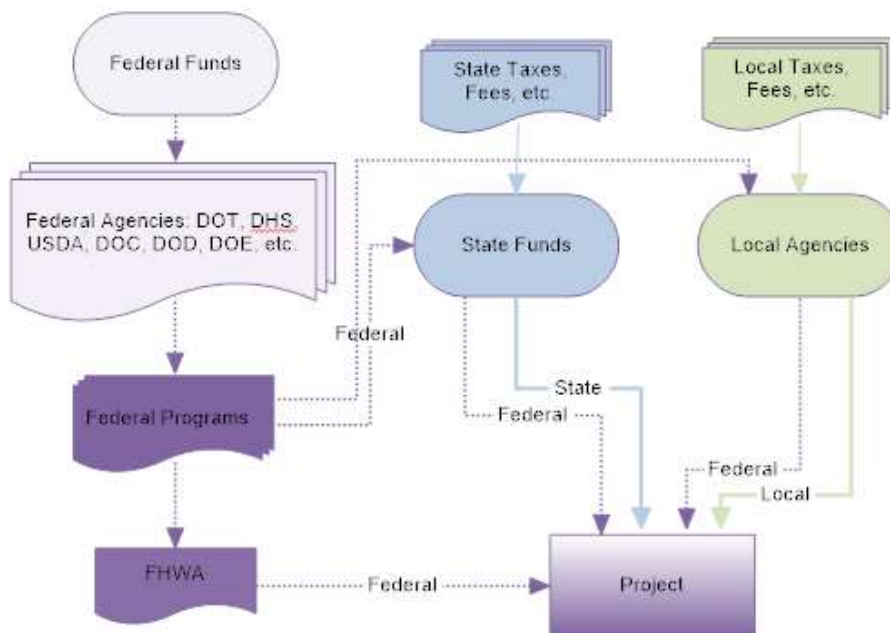 Federal Funds
State Taxes,
Fees, etc.
Local Taxes,
Fees, etc.
Federal Agencies: DOT, DHS,
USDA, DOC, DOD, DOE, etc.
State Funds
Local Agencies
Federal
Federal Programs
State
Federal
Federal
Local
FHWA
Federal
Project